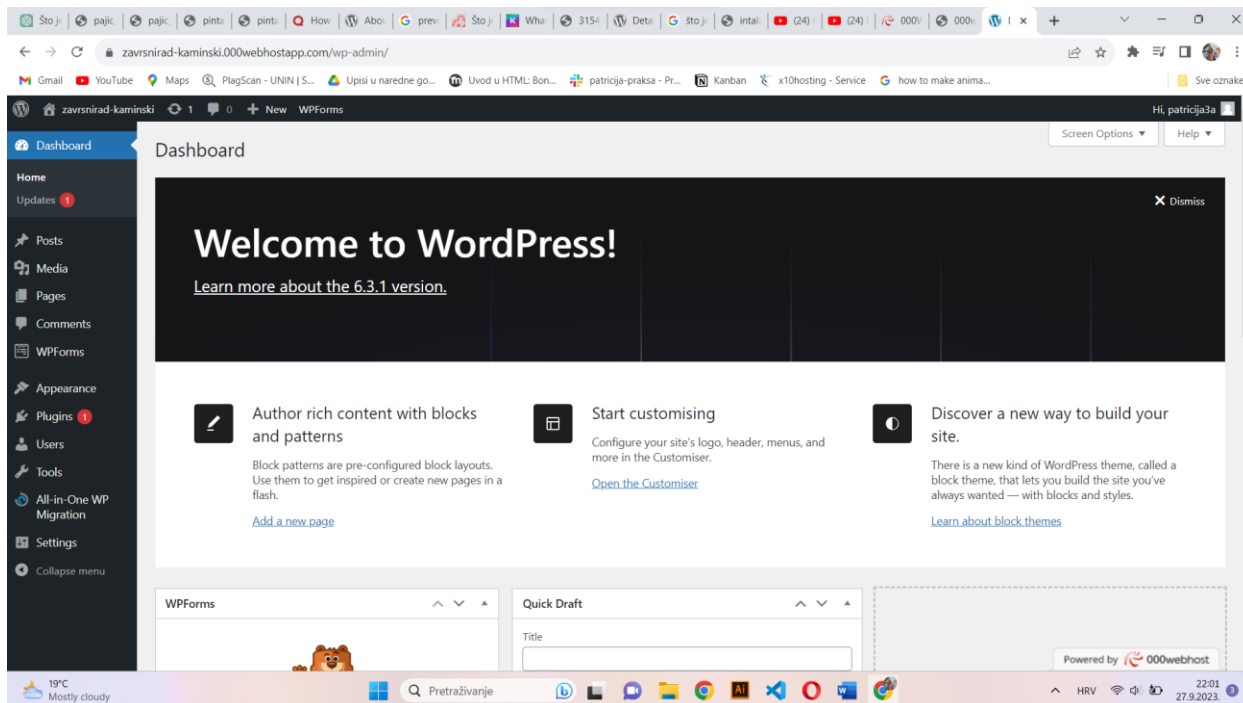 Što j
pajic
pajic
pinta
pinta
How
Abo
prev
Što j
Wha
3154
Deta
što j
intal
(24)
(24)
000V
000w
zavrsnirad-kaminski.000webhostapp.com/wp-admin/
Gmail YouTube Maps PlagScan - UNIN | S... Upisi u naredne go... Uvod u HTML: Bon... patricija-praksa - Pr... Kanban x10hosting - Service how to make anima... Sve oznake
zavrsnirad-kaminski 1 0 New WPForms Hi, patricija3a
Screen Options Help
Dashboard
Home
Updates 1
Posts
Media
Pages
Comments
WPForms
Appearance
Plugins 1
Users
Tools
All-in-One WP
Migration
Settings
Collapse menu
Dashboard
Dismiss
Welcome to WordPress!
Learn more about the 6.3.1 version.
Author rich content with blocks
and patterns
Block patterns are pre-configured block layouts.
Use them to get inspired or create new pages in a
flash.
Add a new page
Start customising
Configure your site's logo, header, menus, and
more in the Customiser.
Open the Customiser
Discover a new way to build your
site.
There is a new kind of WordPress theme, called a
block theme, that lets you build the site you've
always wanted — with blocks and styles.
Learn about block themes
WPForms
Quick Draft
Title
Powered by 000webhost
19°C
Mostly cloudy
Pretraživanje
HRV
22:01
27.9.2023.
3